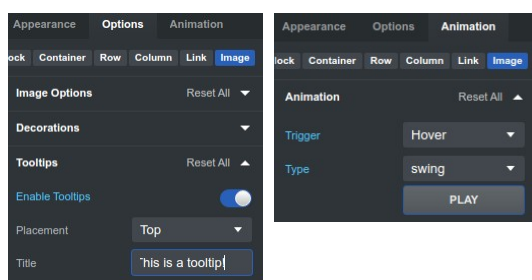 Appearance Options Animation
ock Container Row Column Link Image
Image Options Reset All
Decorations
Tooltips Reset All
Enable Tooltips
Placement Top
Title This is a tooltip!
Appearance Options Animation
lock Container Row Column Link Image
Animation Reset All
Trigger Hover
Type swing
PLAY